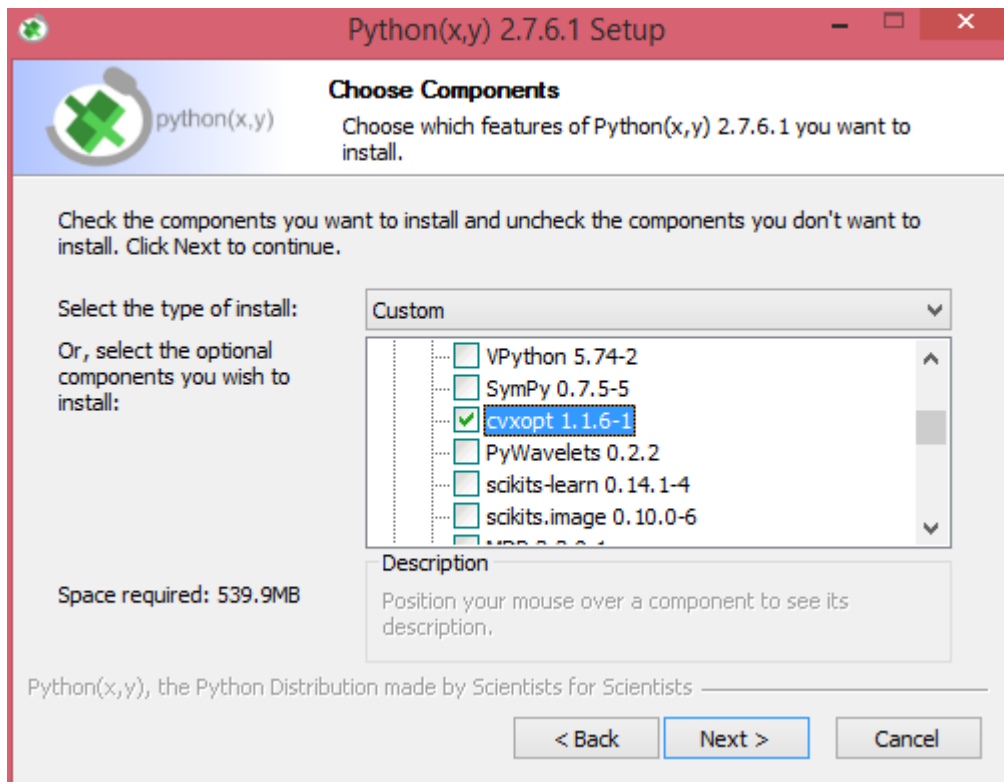 Python(x,y) 2.7.6.1 Setup
python(x,y)
Choose Components
Choose which features of Python(x,y) 2.7.6.1 you want to
install.
Check the components you want to install and uncheck the components you don't want to
install. Click Next to continue.
Select the type of install:
Custom
Or, select the optional
components you wish to
install:
VPython 5.74-2
SymPy 0.7.5-5
cvxopt 1.1.6-1
PyWavelets 0.2.2
scikits-learn 0.14.1-4
scikits.image 0.10.0-6
Space required: 539.9MB
Description
Position your mouse over a component to see its
description.
Python(x,y), the Python Distribution made by Scientists for Scientists
< Back
Next >
Cancel